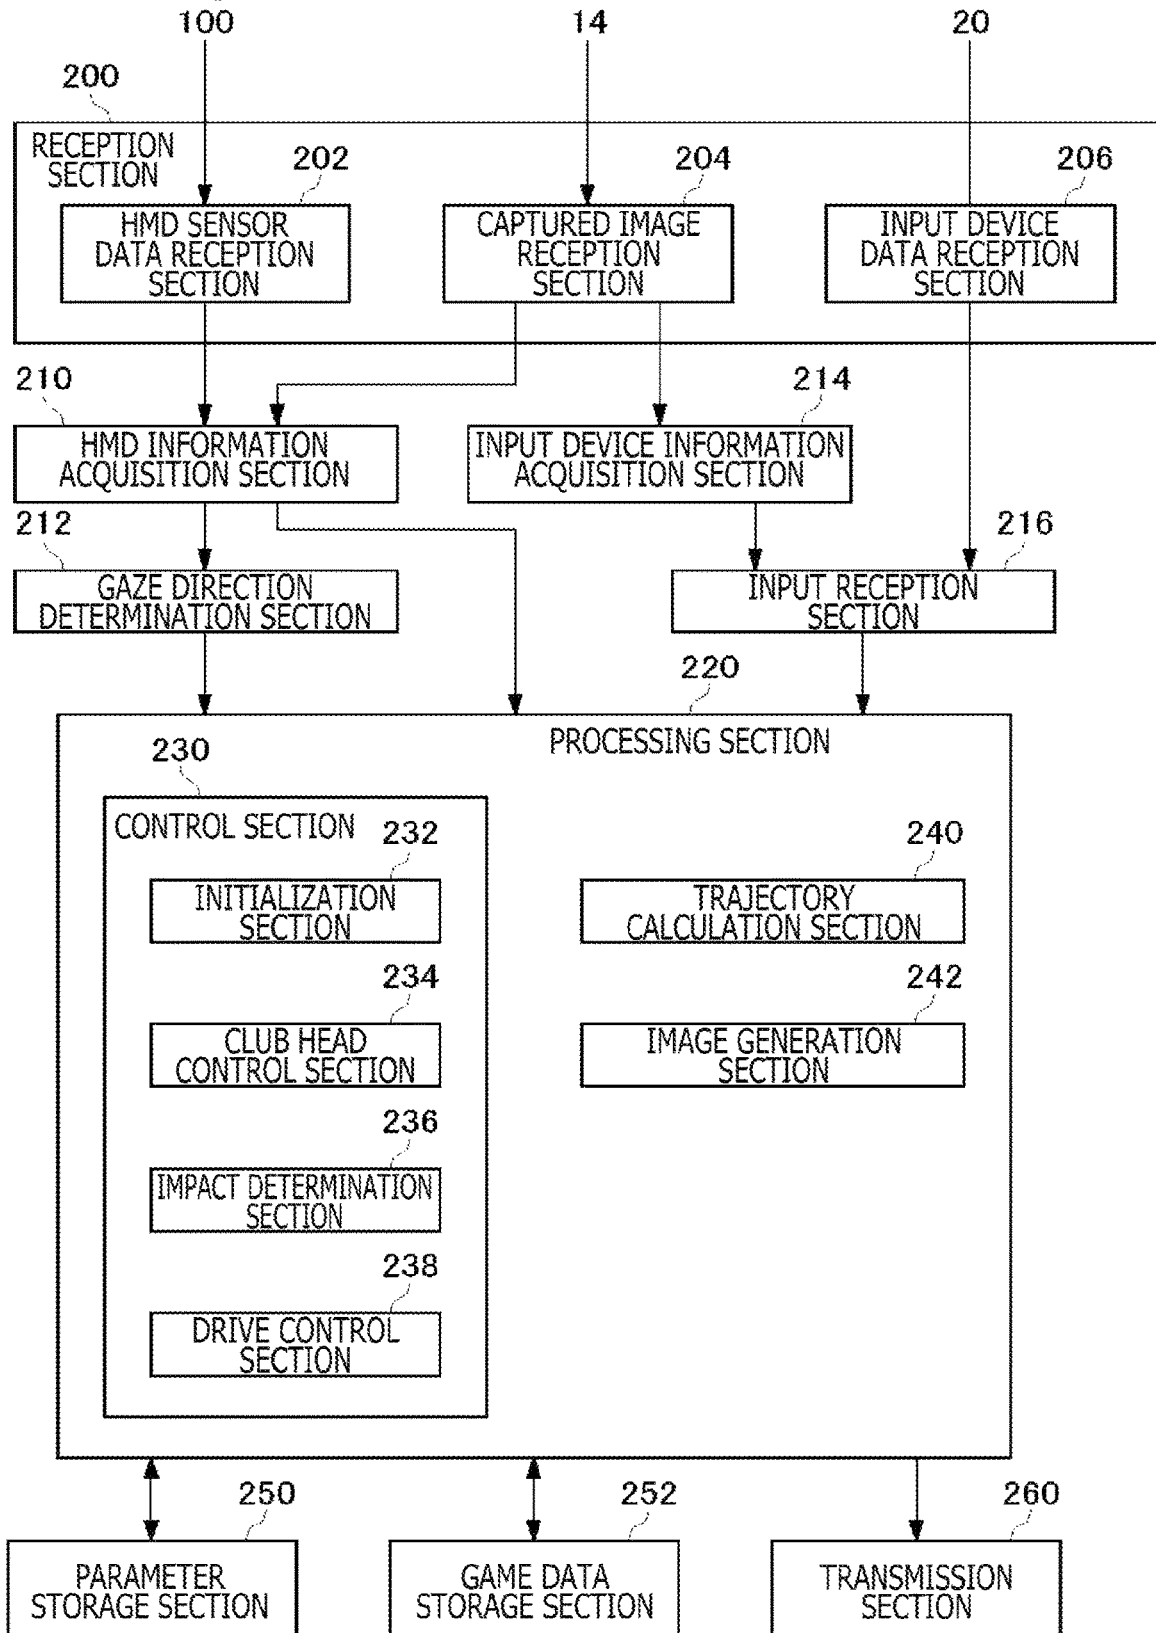 100
14
20
200
RECEPTION
SECTION
202
204
206
HMD SENSOR
DATA RECEPTION
SECTION
CAPTURED IMAGE
RECEPTION
SECTION
INPUT DEVICE
DATA RECEPTION
SECTION
210
214
HMD INFORMATION
ACQUISITION SECTION
INPUT DEVICE INFORMATION
ACQUISITION SECTION
212
216
GAZE DIRECTION
DETERMINATION SECTION
INPUT RECEPTION
SECTION
220
PROCESSING SECTION
230
CONTROL SECTION
232
240
INITIALIZATION
SECTION
TRAJECTORY
CALCULATION SECTION
234
242
CLUB HEAD
CONTROL SECTION
IMAGE GENERATION
SECTION
236
IMPACT DETERMINATION
SECTION
238
DRIVE CONTROL
SECTION
250
252
260
PARAMETER
STORAGE SECTION
GAME DATA
STORAGE SECTION
TRANSMISSION
SECTION